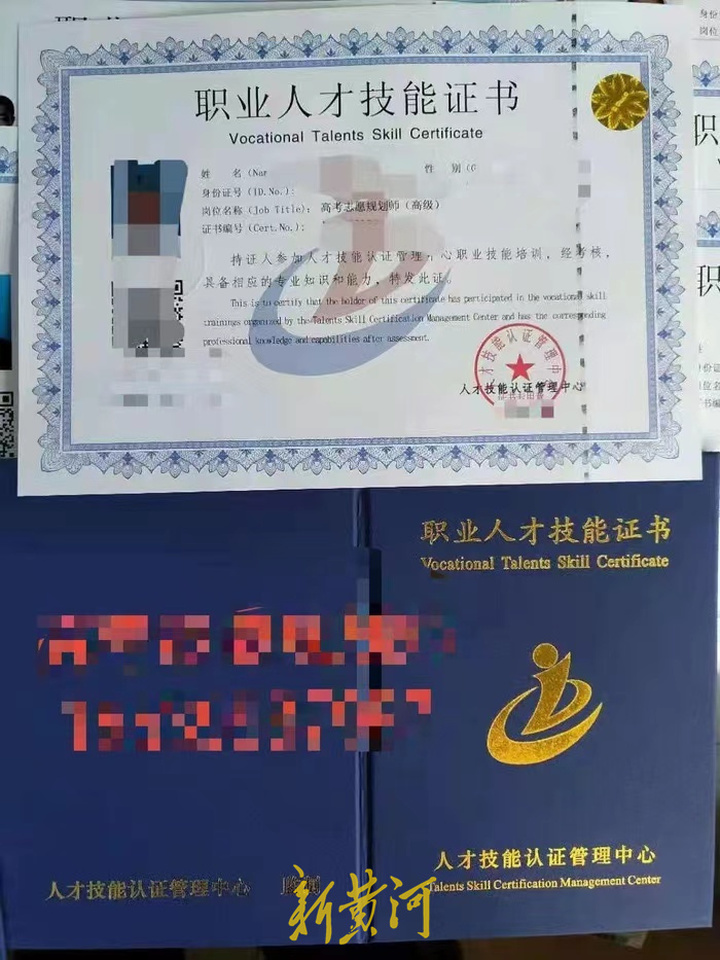 职业人才技能证书
Vocational Talents Skill Certificate
姓 名(Nar
性 别(G
身份证号(ID.No.):
岗位名称(Job Title): 高考志愿规划师(高级)
证书编号(Cert.No.):
持证人参加人才技能认证管理 心职业技能培训,经考核,
具备相应的专业知识和能力,特发此证。
This is to certify that the holder of this certificate has participated in the vocational skill
trainings organized by the Talents Skill Certification Management Center and has the corresponding
professional knowledge and capabilities after assessment.
才技能认证管理中
人才技能认证管理中心
职业人才技能证书
Vocational Talents Skill Certificate
人才技能认证管理中心
Talents Skill Certification Management Center
人才技能认证管理中心
新黄河